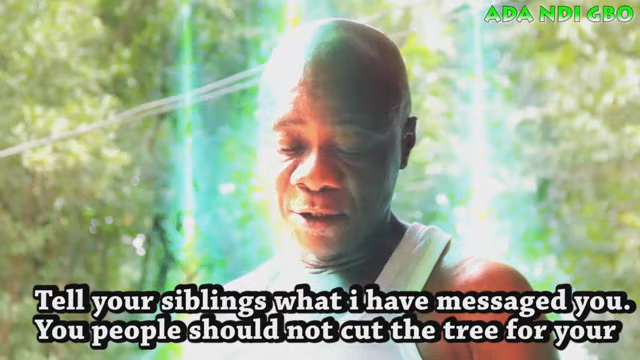 ADA NDI GBO
Tell your siblings what i have messaged you.
You people should not cut the tree for your